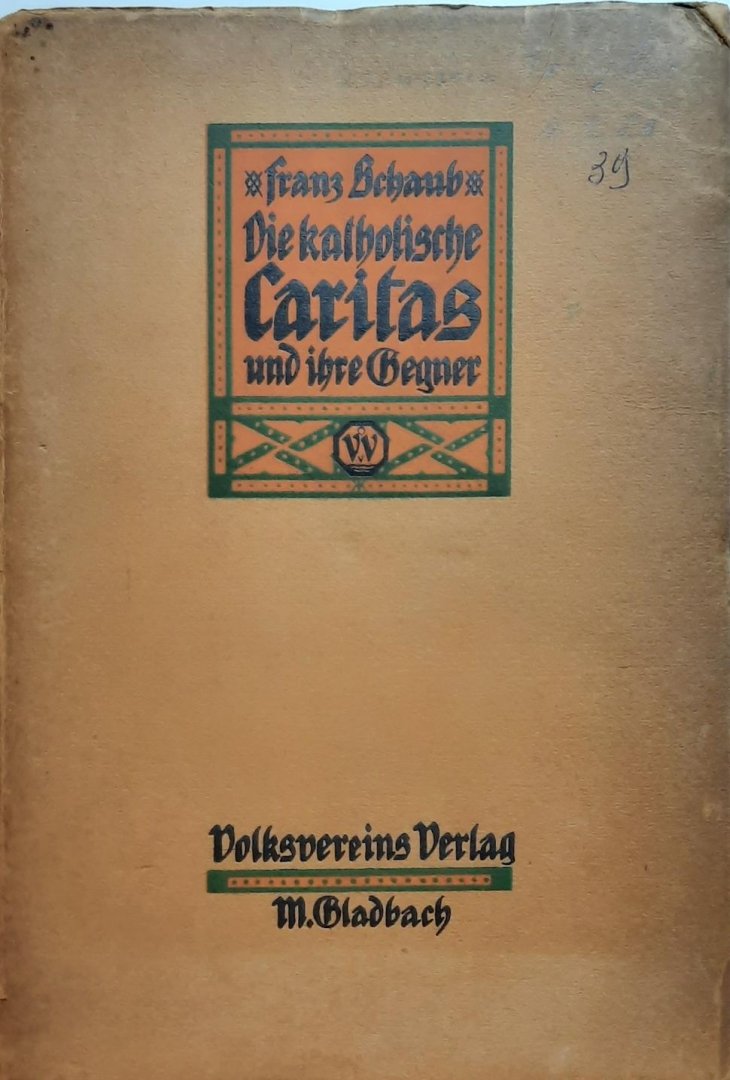 Franz Schaub
Die katholische
Caritas
und ihre Gegner
VV
Volksvereins Verlag
M. Gladbach
39